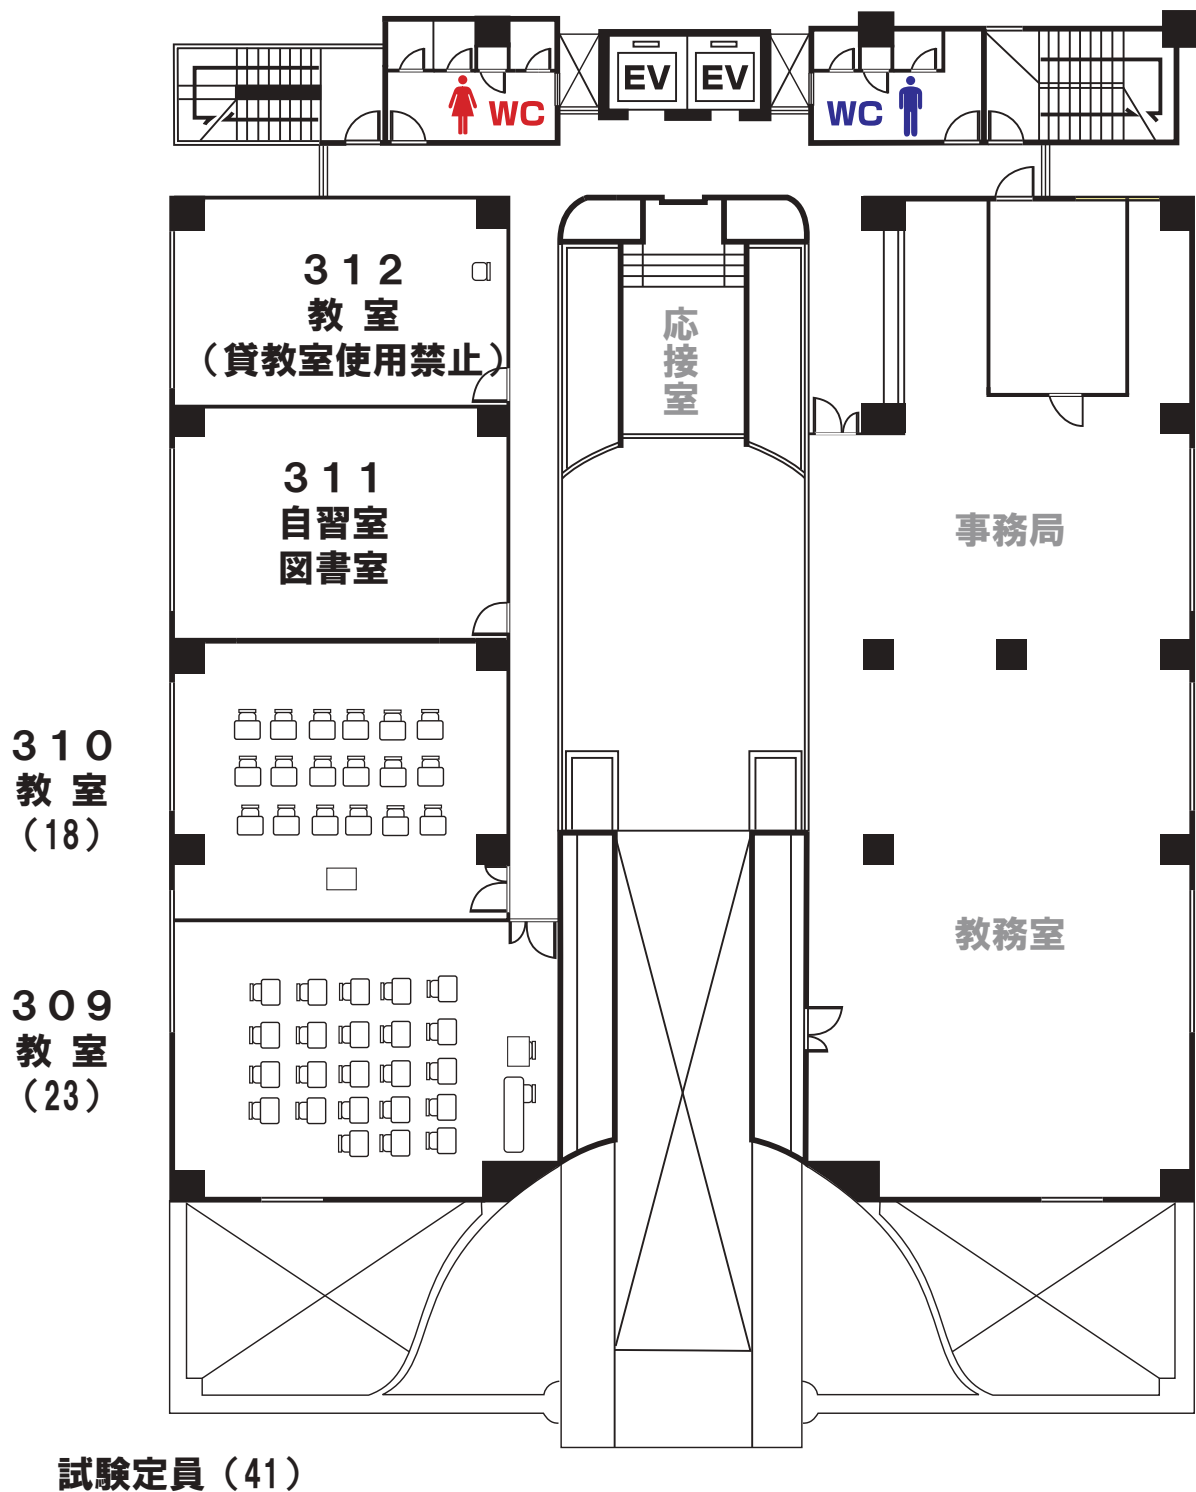 EV EV
WC
WC
312
教室
(貸教室使用禁止)
応接室
311
自習室
図書室
事務局
310
教室
(18)
教務室
309
教室
(23)
試験定員(41)